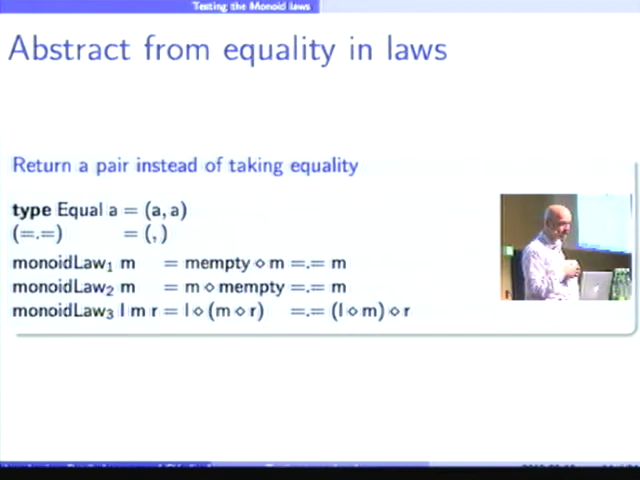 Testing the Monoid laws
Abstract from equality in laws
Return a pair instead of taking equality
type Equal a = (a, a)
(=.=) = (, )
monoidLaw₁ m = mempty ⋄ m =.= m
monoidLaw₂ m = m ⋄ mempty =.= m
monoidLaw₃ l m r = l ⋄ (m ⋄ r) =.= (l ⋄ m) ⋄ r